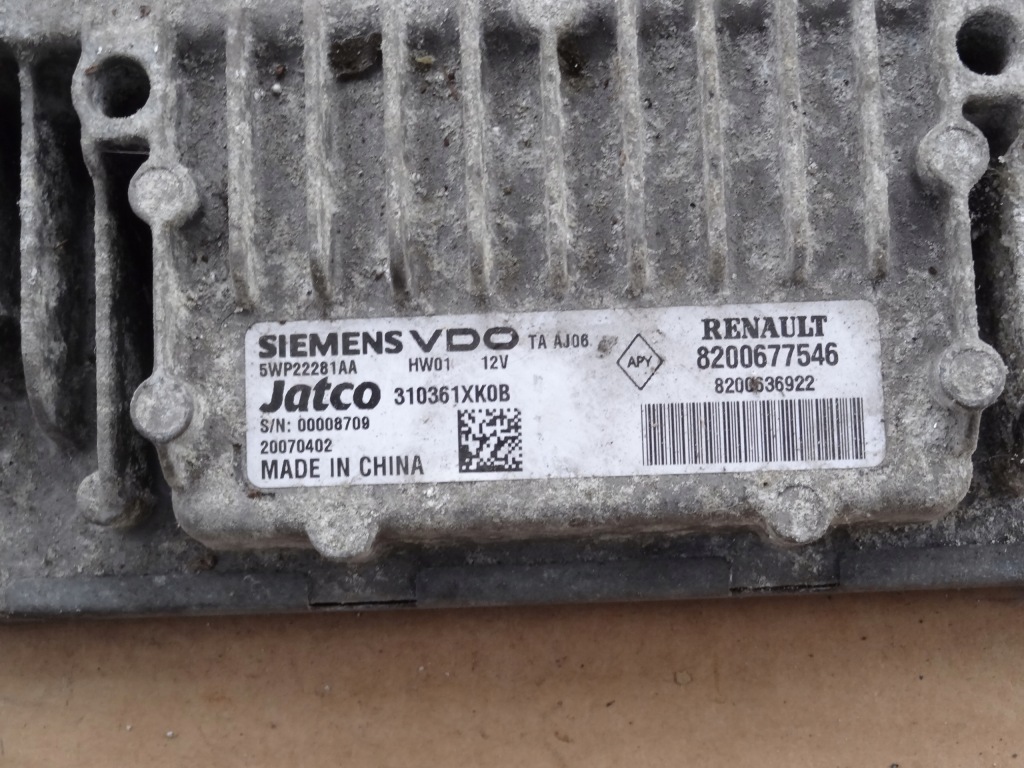 SIEMENS VDO TA AJ06
5WP22281AA HW01 12V
Jatco 310361XK0B
S/N: 00008709
20070402
MADE IN CHINA
APY
RENAULT
8200677546
8200636922